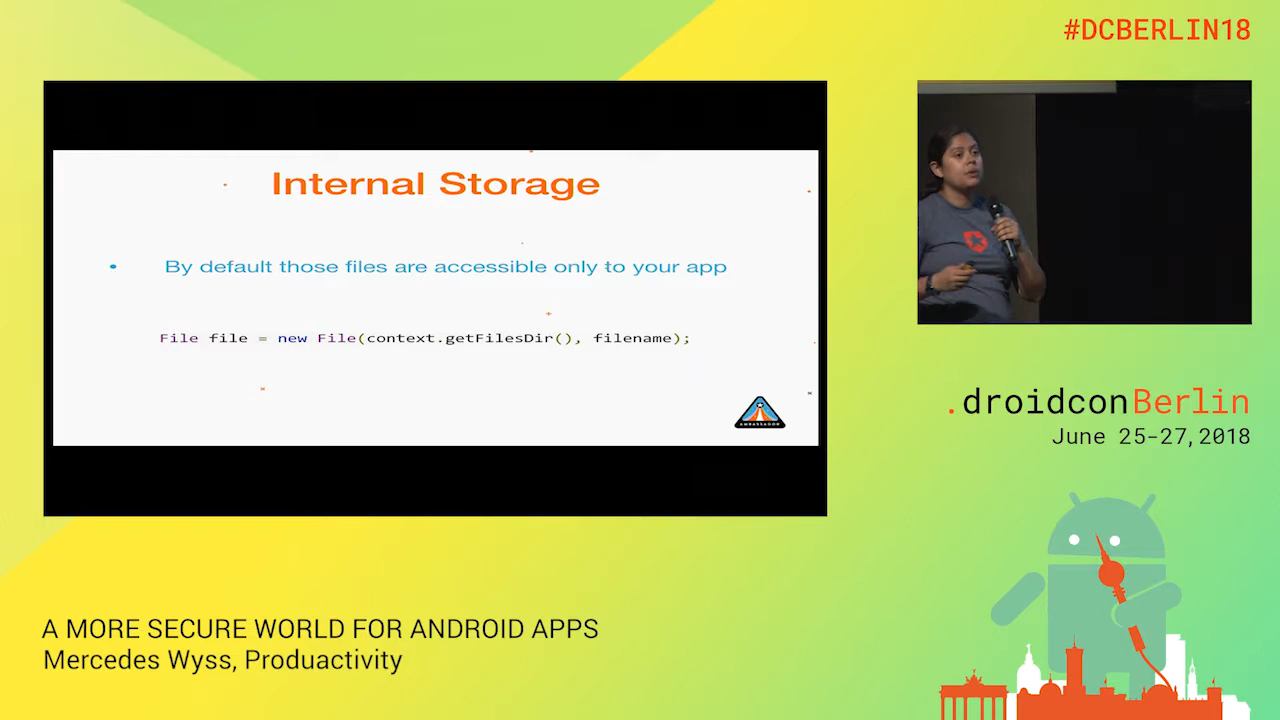 #DCBERLIN18
Internal Storage
• By default those files are accessible only to your app
File file = new File(context.getFilesDir(), filename);
AMBASSADOR
.droidconBerlin
June 25-27, 2018
A MORE SECURE WORLD FOR ANDROID APPS
Mercedes Wyss, Produactivity